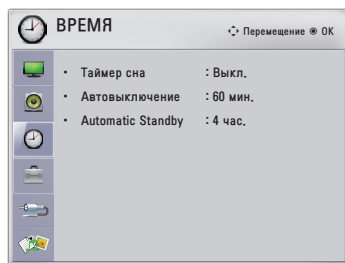 ВРЕМЯ
Перемещение OK
• Таймер сна : Выкл.
• Автовыключение : 60 мин.
• Automatic Standby : 4 час.